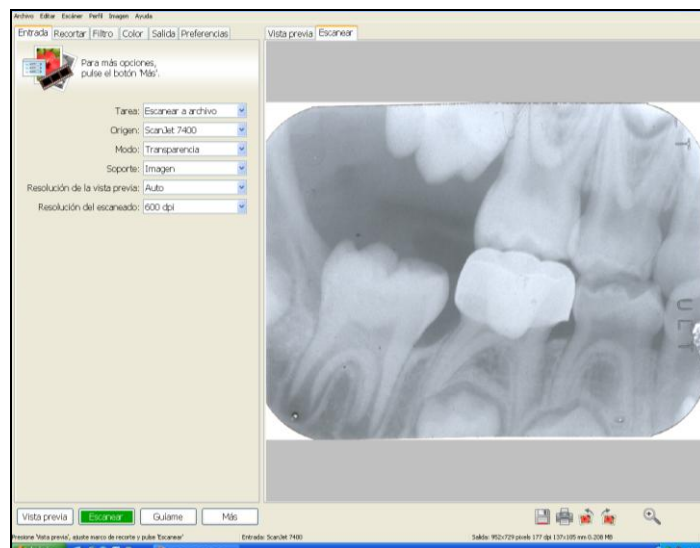 Archivo Editar Escáner Perfil Imagen Ayuda
Entrada Recortar Filtro Color Salida Preferencias
Vista previa Escanear
Para más opciones,
pulse el botón 'Más'.
Tarea: Escanear a archivo
Origen: ScanJet 7400
Modo: Transparencia
Soporte: Imagen
Resolución de la vista previa: Auto
Resolución del escaneado: 600 dpi
Vista previa Escanear Guíame Más
Presione 'Vista previa', ajuste marco de recorte y pulse 'Escanear' Entrada: ScanJet 7400 Salida: 952x729 pixels 177 dpi 137x105 mm 0.208 MB